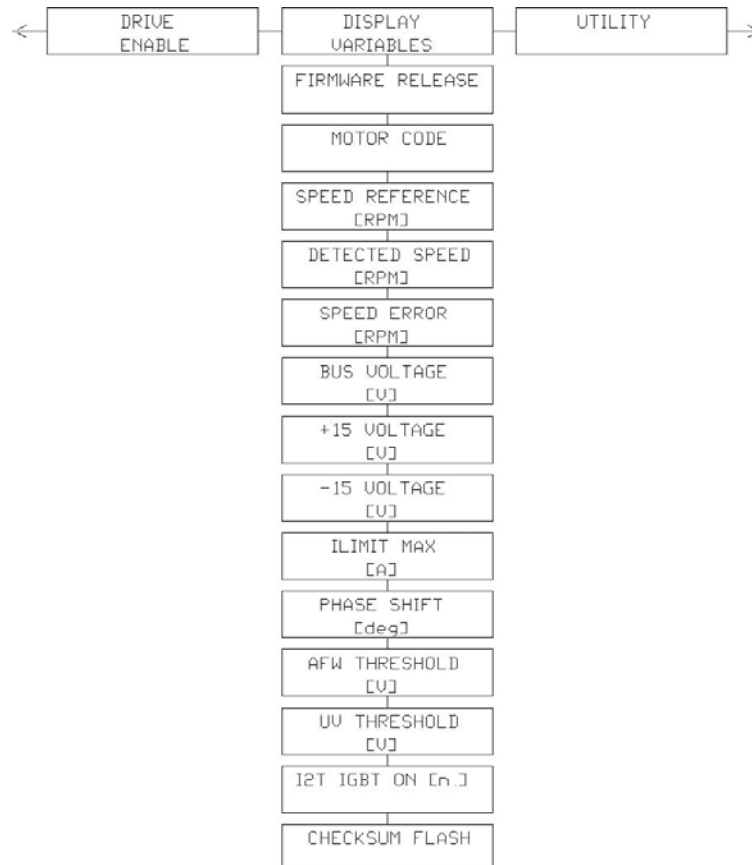 DRIVE
ENABLE
DISPLAY
VARIABLES
UTILITY
FIRMWARE RELEASE
MOTOR CODE
SPEED REFERENCE
[RPM]
DETECTED SPEED
[RPM]
SPEED ERROR
[RPM]
BUS VOLTAGE
[V]
+15 VOLTAGE
[V]
-15 VOLTAGE
[V]
ILIMIT MAX
[A]
PHASE SHIFT
[deg]
AFW THRESHOLD
[V]
UV THRESHOLD
[V]
I2T IGBT ON [n.]
CHECKSUM FLASH